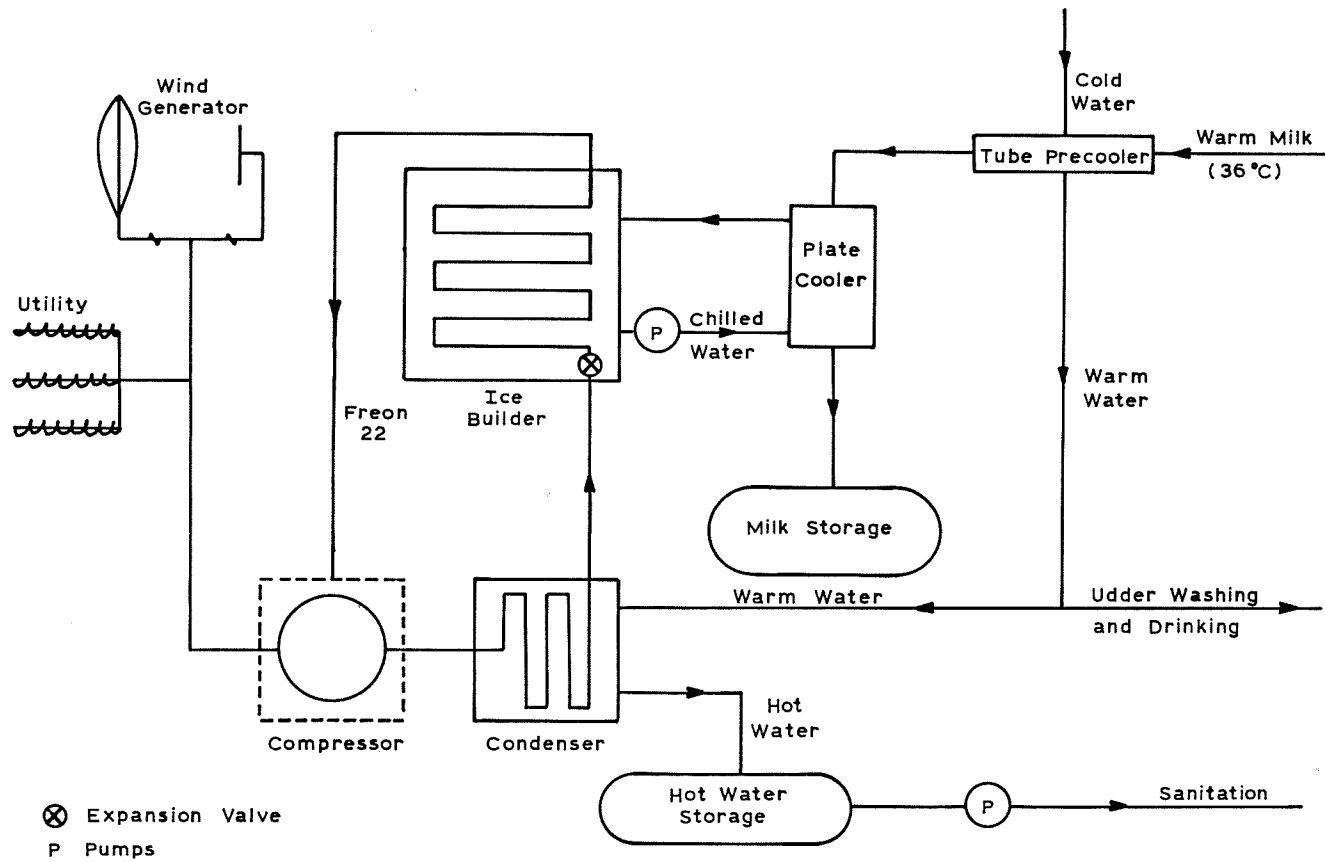 Wind
Generator
Cold
Water
Warm Milk
(36°C)
Tube Precooler
Plate
Cooler
Utility
P
Chilled
Water
Ice
Builder
Freon
22
Warm
Water
Milk Storage
Warm Water
Udder Washing
and Drinking
Hot
Water
Compressor
Condenser
Hot Water
Storage
P
Sanitation
Expansion Valve
P Pumps